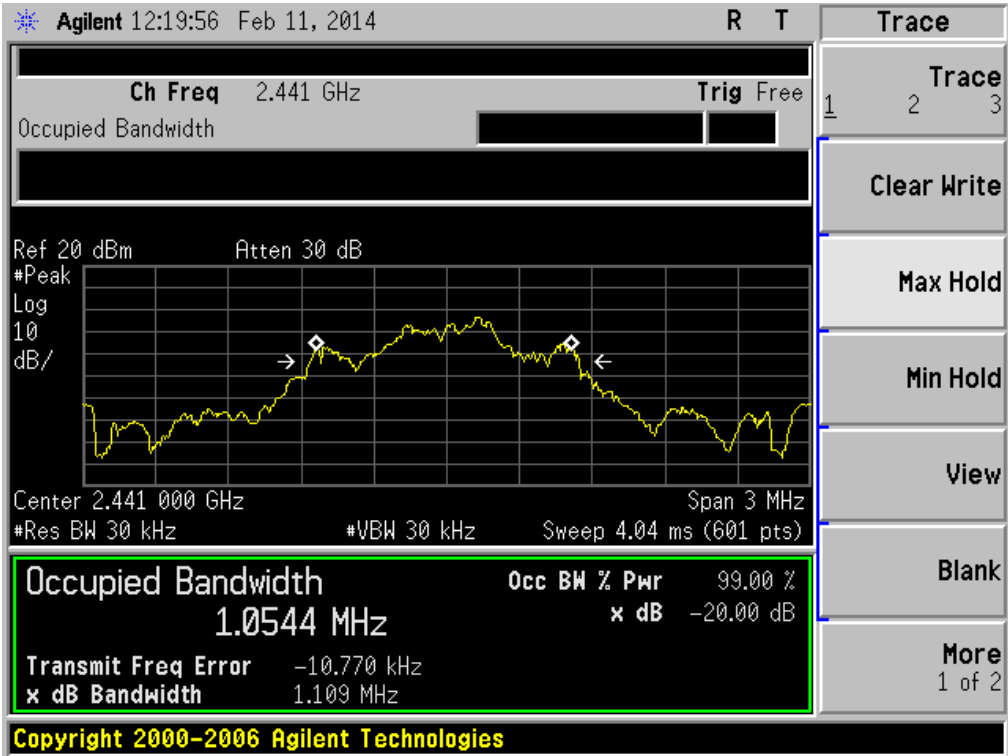 Agilent 12:19:56 Feb 11, 2014 R T
Trace
Ch Freq 2.441 GHz Trig Free
Occupied Bandwidth
Ref 20 dBm Atten 30 dB
#Peak
Log
10
dB/
Center 2.441 000 GHz Span 3 MHz
#Res BW 30 kHz #VBW 30 kHz Sweep 4.04 ms (601 pts)
Occupied Bandwidth
1.0544 MHz
Occ BW % Pwr 99.00 %
x dB -20.00 dB
Transmit Freq Error -10.770 kHz
x dB Bandwidth 1.109 MHz
Trace
1 2 3
Clear Write
Max Hold
Min Hold
View
Blank
More
1 of 2
Copyright 2000-2006 Agilent Technologies